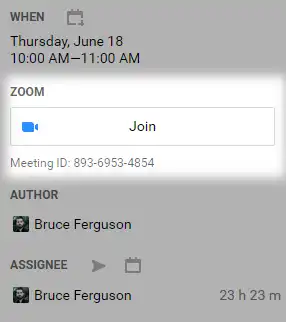 WHEN
Thursday, June 18
10:00 AM—11:00 AM
ZOOM
Join
Meeting ID: 893-6953-4854
AUTHOR
Bruce Ferguson
ASSIGNEE
Bruce Ferguson 23 h 23 m